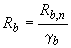 R_b = R_{b,n} / γ_b